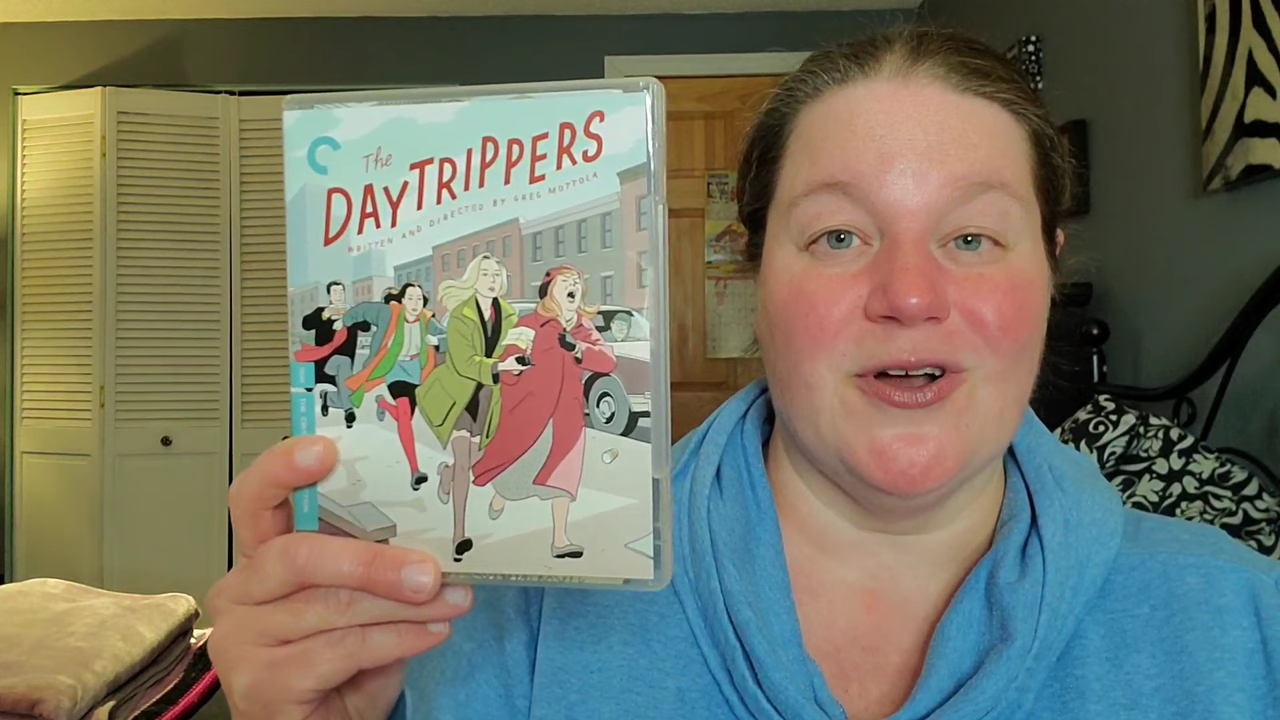 The
DAYTRIPPERS
WRITTEN AND DIRECTED BY GREG MOTTOLA